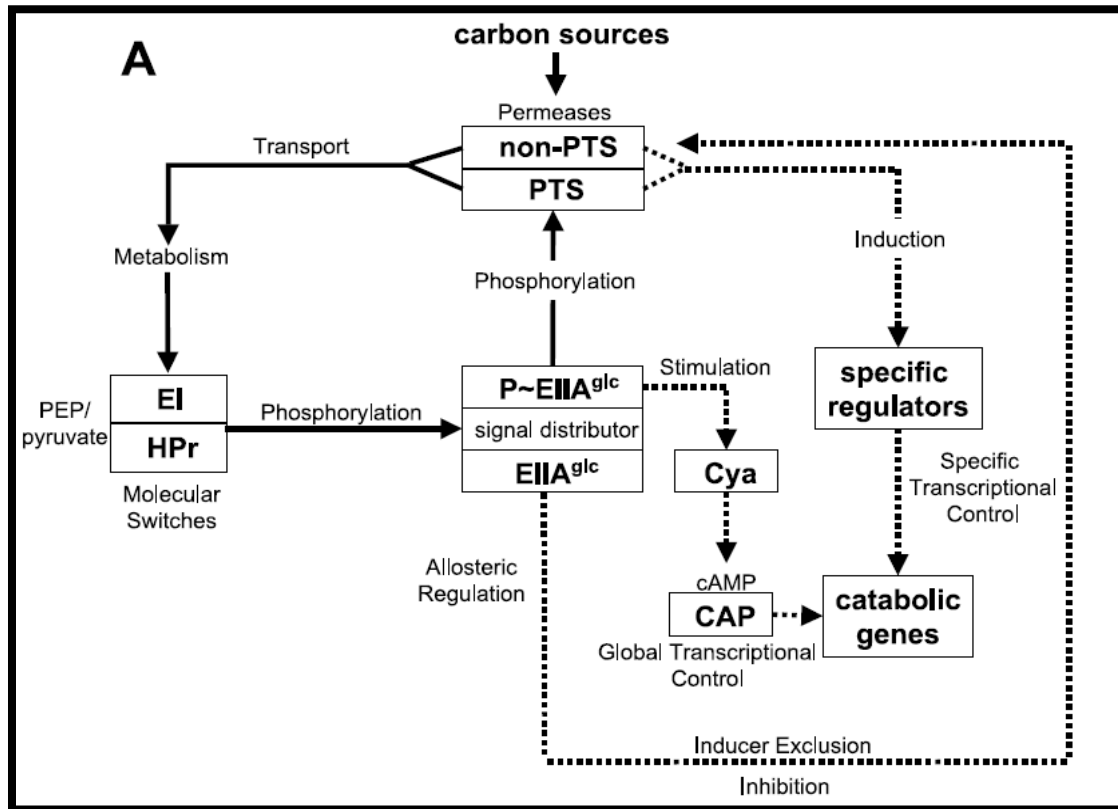 A
carbon sources
Permeases
non-PTS
PTS
Transport
Metabolism
Induction
Phosphorylation
PEP/
pyruvate
EI
HPr
Molecular
Switches
Phosphorylation
P~EIIAglc
signal distributor
EIIAglc
Stimulation
Cya
specific
regulators
Specific
Transcriptional
Control
Allosteric
Regulation
cAMP
CAP
Global Transcriptional
Control
catabolic
genes
Inducer Exclusion
Inhibition